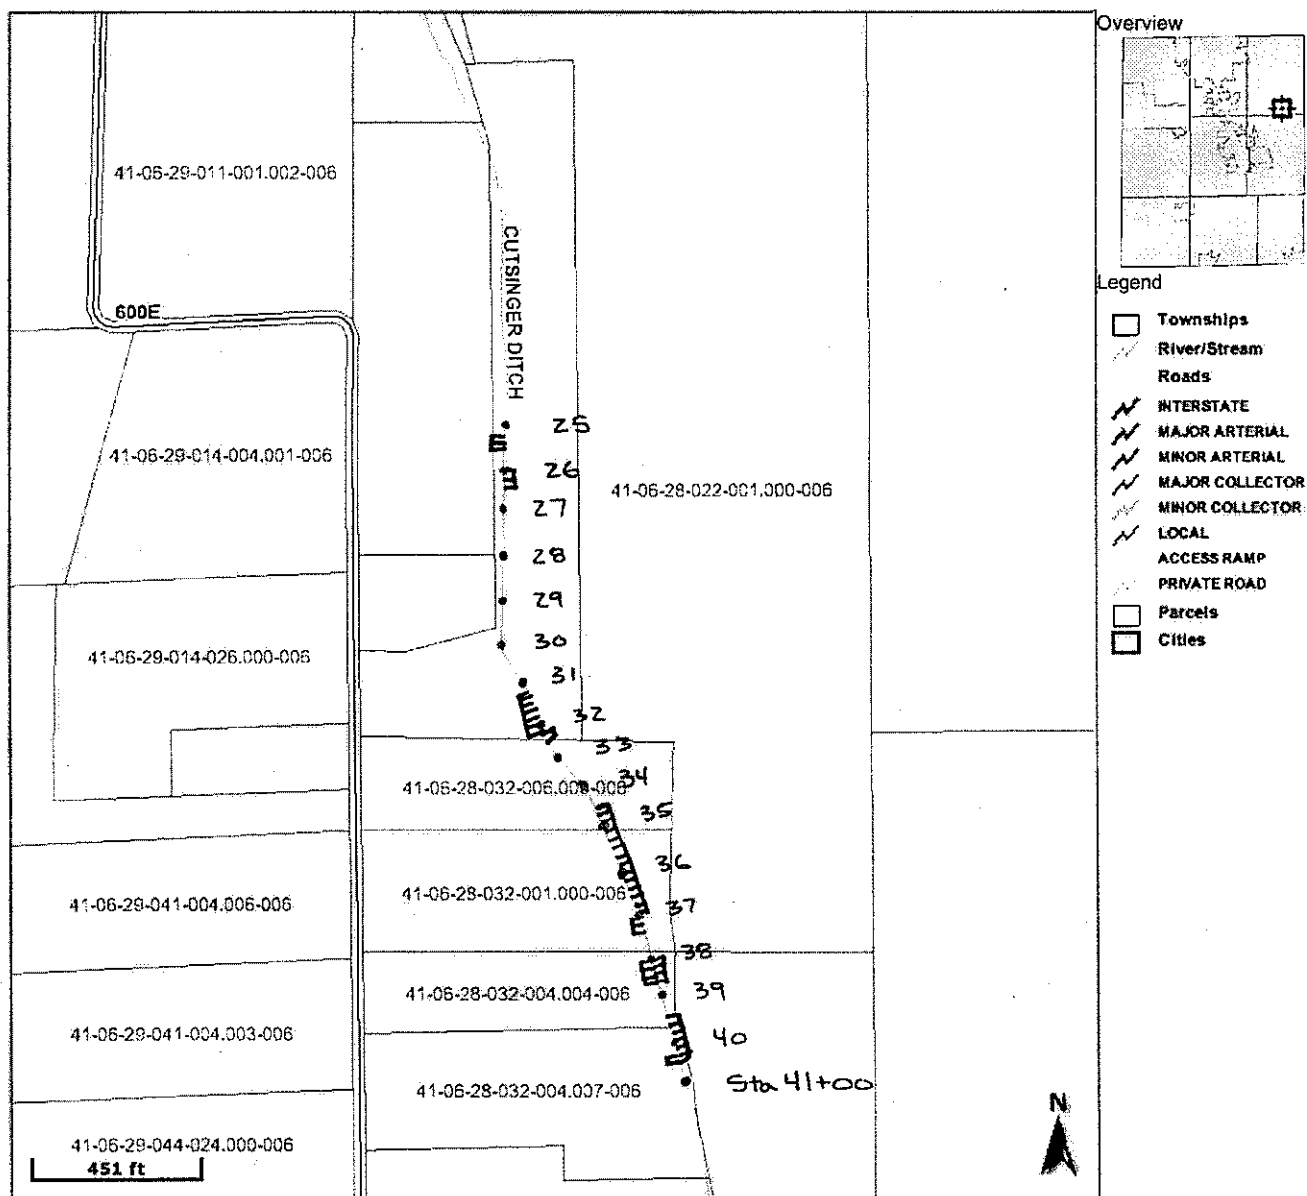 Overview
41-06-29-011-001.002-006
CUTSINGER DITCH
600E
Legend
Townships
River/Stream
Roads
INTERSTATE
MAJOR ARTERIAL
MINOR ARTERIAL
MAJOR COLLECTOR
MINOR COLLECTOR
LOCAL
ACCESS RAMP
PRIVATE ROAD
Parcels
Cities
25
41-06-29-014-004.001-006
26
41-06-28-022-001.000-006
27
28
29
30
41-06-29-014-026.000-006
31
32
33
34
41-06-28-032-006.000-006
35
36
41-06-28-032-001.000-006
41-06-29-041-004.006-006
37
38
41-06-28-032-004.004-006
39
41-06-29-041-004.003-006
40
Sta 41+00
41-06-28-032-004.007-006
N
41-06-29-044-024.000-006
451 ft